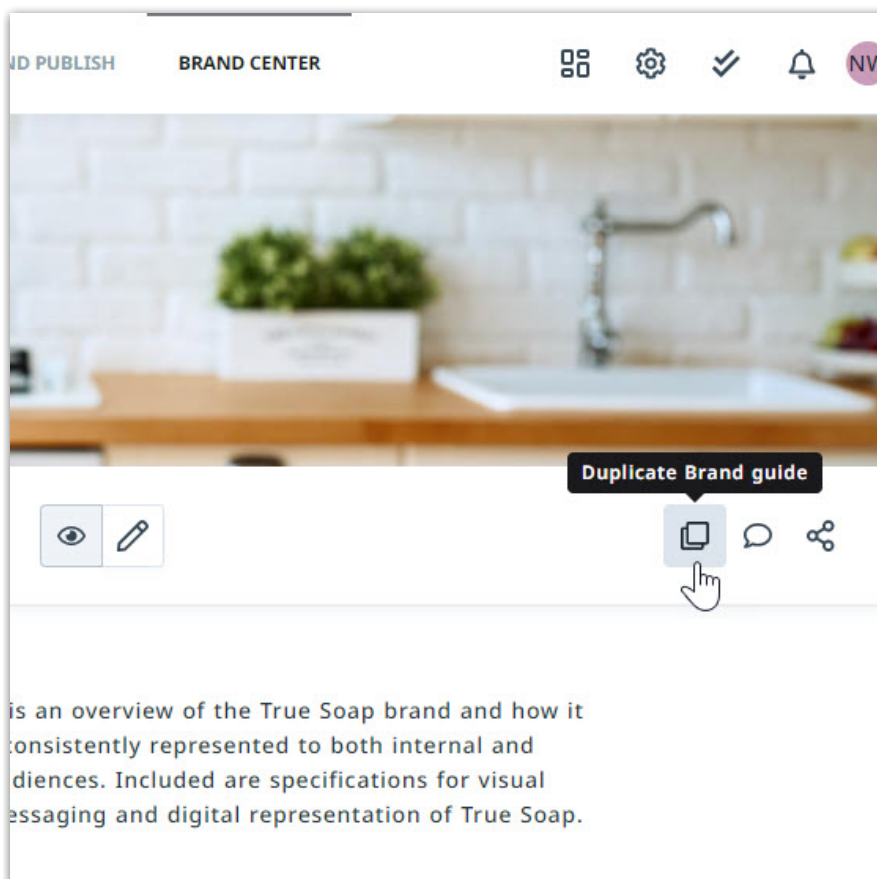 ND PUBLISH
BRAND CENTER
NW
Duplicate Brand guide
is an overview of the True Soap brand and how it
consistently represented to both internal and
diences. Included are specifications for visual
essaging and digital representation of True Soap.